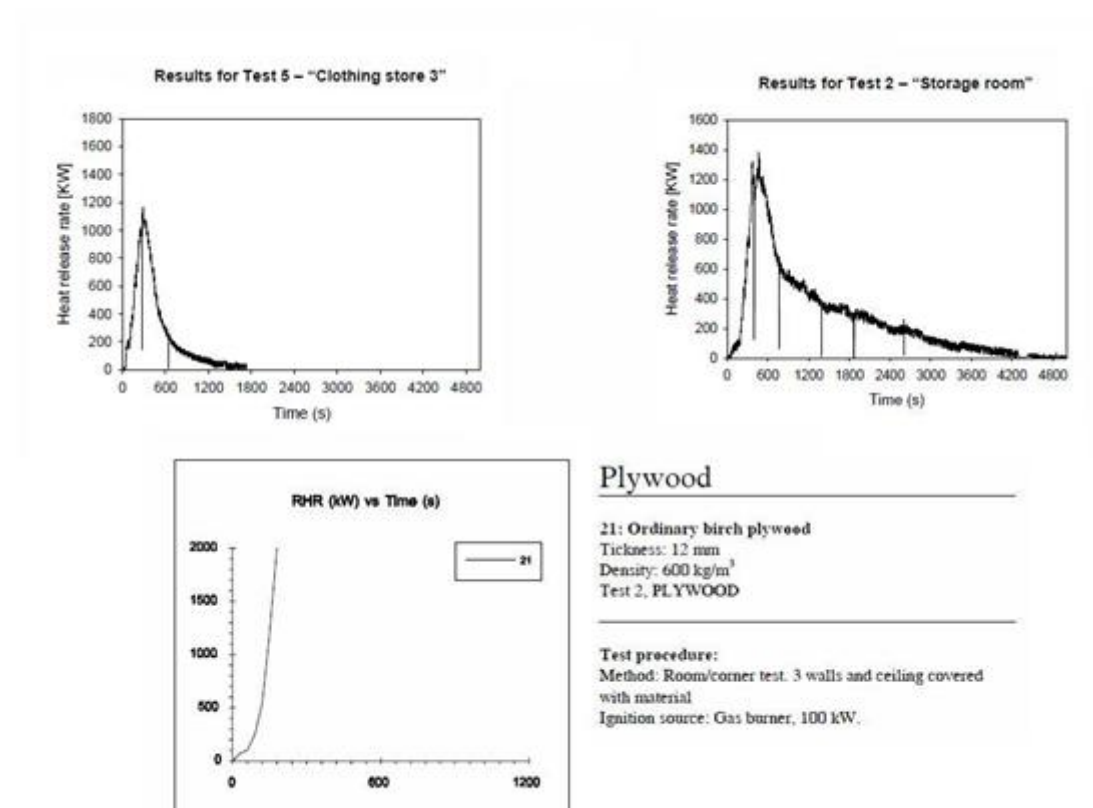 Results for Test 5 – "Clothing store 3"
Heat release rate [KW]
1800
1600
1400
1200
1000
800
600
400
200
0
0 600 1200 1800 2400 3000 3600 4200 4800
Time (s)
Results for Test 2 – "Storage room"
Heat release rate [KW]
1600
1400
1200
1000
800
600
400
200
0
0 600 1200 1800 2400 3000 3600 4200 4800
Time (s)
RHR (kW) vs Time (s)
21
2000
1500
1000
500
0
0 600 1200
Plywood
21: Ordinary birch plywood
Tickness: 12 mm
Density: 600 kg/m³
Test 2, PLYWOOD
Test procedure:
Method: Room/corner test. 3 walls and ceiling covered
with material
Ignition source: Gas burner, 100 kW.